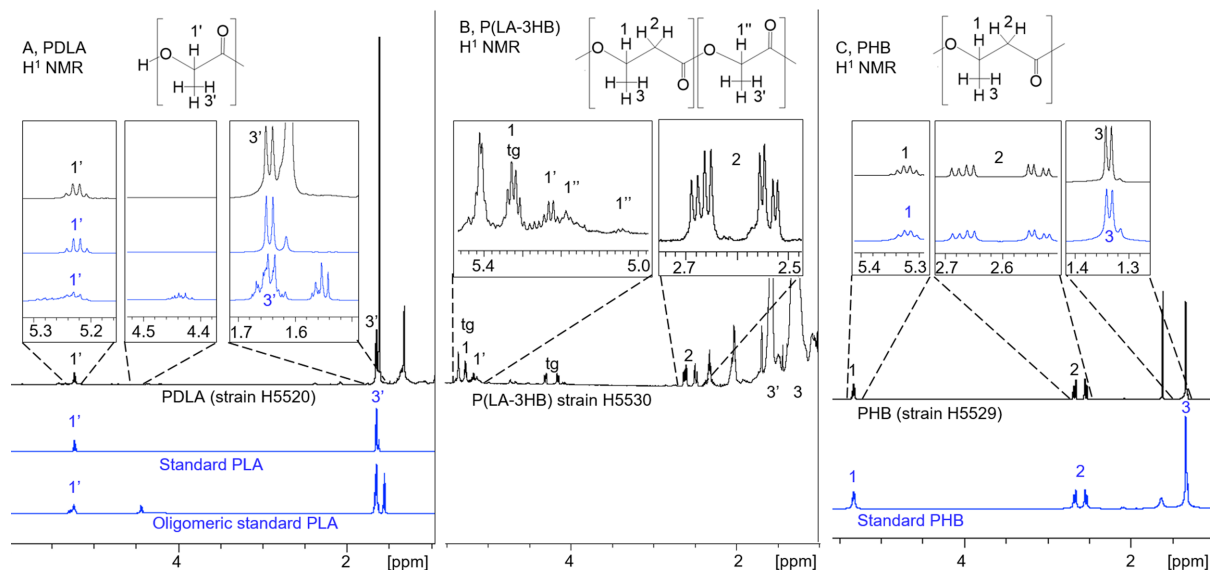 A, PDLA
H¹ NMR
1'
O
O
H
H
H
3'
1'
3'
1'
1'
3'
5.3 5.2
4.5 4.4
1.7 1.6
1'
3'
PDLA (strain H5520)
1'
3'
Standard PLA
1'
Oligomeric standard PLA
4 2 [ppm]
B, P(LA-3HB)
H¹ NMR
1 2 H
H H
1''
H
O
O
O
O
H
3
H
3'
1
tg
1'
1''
1''
5.4 5.0
2
2.7 2.5
tg
1
1'
tg
2
3' 3
P(LA-3HB) strain H5530
4 2 [ppm]
C, PHB
H¹ NMR
1 H2H
H
O
O
H
3
1
1
5.4 5.3
2
2.7 2.6
3
3
1.4 1.3
1
2
PHB (strain H5529)
3
1
2
Standard PHB
4 2 [ppm]